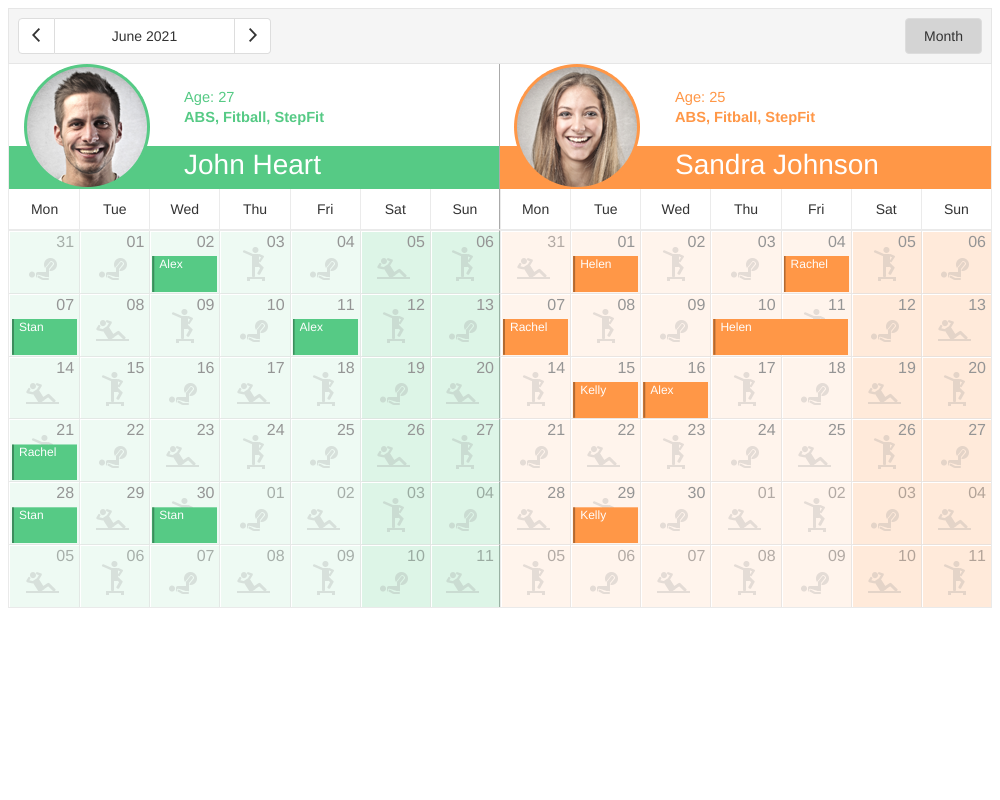 June 2021
Month
Age: 27
ABS, Fitball, StepFit
John Heart
Age: 25
ABS, Fitball, StepFit
Sandra Johnson
Mon Tue Wed Thu Fri Sat Sun Mon Tue Wed Thu Fri Sat Sun
31 01 02 03 04 05 06 31 01 02 03 04 05 06
Alex Helen Rachel
07 08 09 10 11 12 13 07 08 09 10 11 12 13
Stan Alex Rachel Helen
14 15 16 17 18 19 20 14 15 16 17 18 19 20
Kelly Alex
21 22 23 24 25 26 27 21 22 23 24 25 26 27
Rachel
28 29 30 01 02 03 04 28 29 30 01 02 03 04
Stan Stan Kelly
05 06 07 08 09 10 11 05 06 07 08 09 10 11